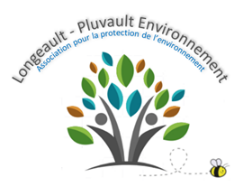 Longeault - Pluvault Environnement
Association pour la protection de l'environnement